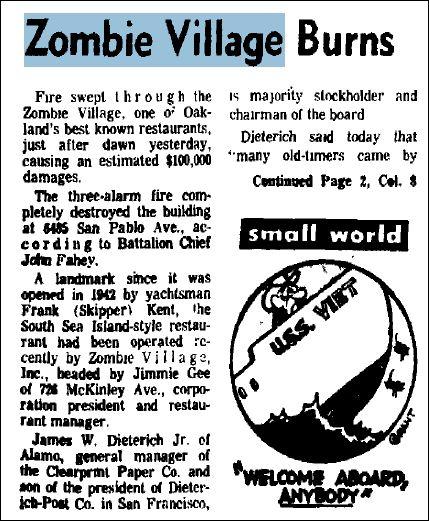 Zombie Village Burns
Fire swept through the
Zombie Village, one of Oak-
land's best known restaurants,
just after dawn yesterday,
causing an estimated $100,000
damages.
The three-alarm fire com-
pletely destroyed the building
at 6485 San Pablo Ave., ac-
cording to Battalion Chief
John Fahey.
A landmark since it was
opened in 1942 by yachtsman
Frank (Skipper) Kent, the
South Sea Island-style restau-
rant had been operated re-
cently by Zombie Village,
Inc., headed by Jimmie Gee
of 726 McKinley Ave., corpo-
ration president and restau-
rant manager.
James W. Dieterich Jr. of
Alamo, general manager of
the Clearprint Paper Co. and
son of the president of Dieter-
ich-Post Co. in San Francisco,
is majority stockholder and
chairman of the board
Dieterich said today that
"many old-timers came by
Continued Page 2, Col. 8
small world
U.S.S. VIET
"WELCOME ABOARD,
ANYBODY"